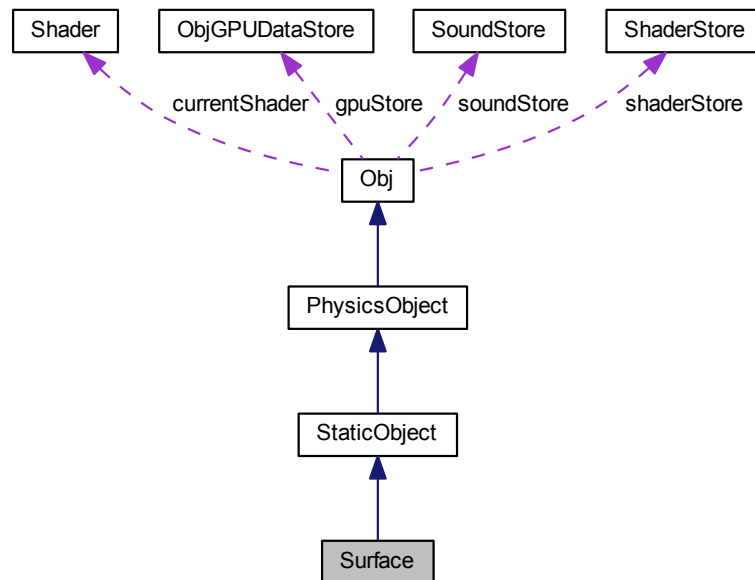 Shader
ObjGPUDataStore
SoundStore
ShaderStore
currentShader
gpuStore
soundStore
shaderStore
Obj
PhysicsObject
StaticObject
Surface